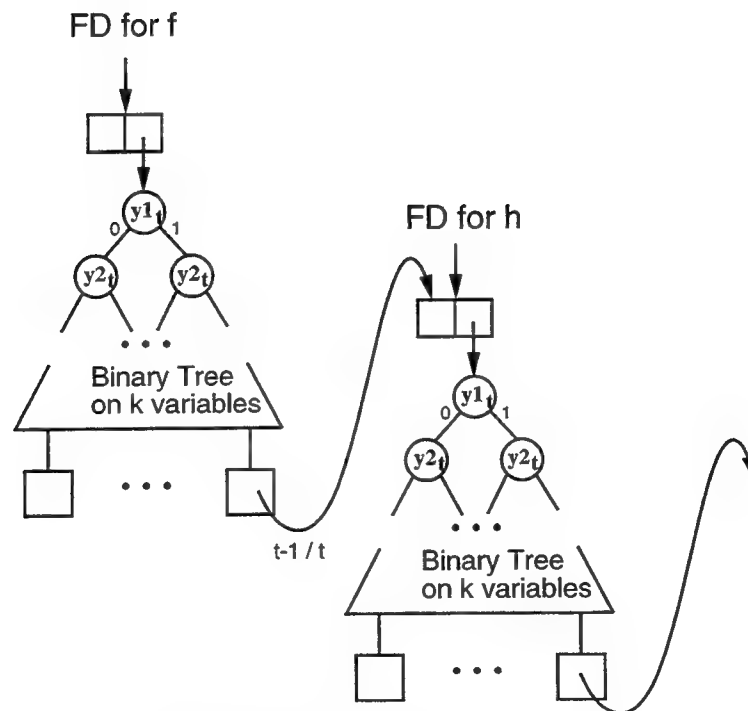 FD for f
y1t
0 1
y2t y2t
• • •
Binary Tree
on k variables
• • •
t-1 / t
FD for h
y1t
0 1
y2t y2t
• • •
Binary Tree
on k variables
• • •